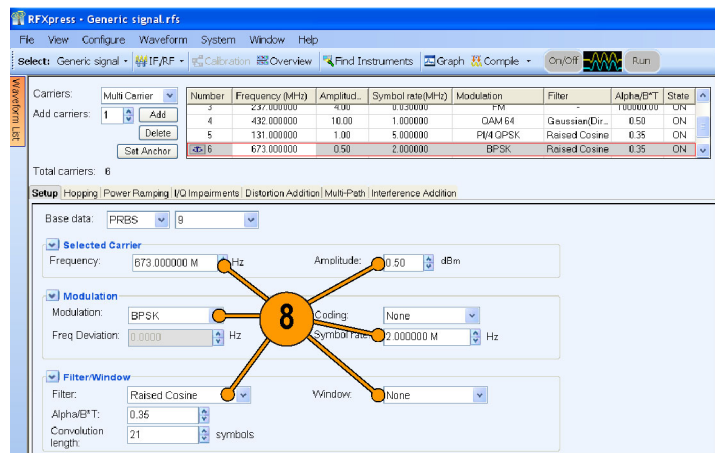 RFXpress - Generic signal.rfs
File View Configure Waveform System Window Help
Select: Generic signal IF/RF Calibration Overview Find Instruments Graph Compile On/Off Run
Waveform List
Carriers: Multi Carrier
Add carriers: 1 Add
Delete
Set Anchor
Total carriers: 6
Number Frequency (MHz) Amplitud... Symbol rate(MHz) Modulation Filter Alpha/B*T State
3 237.000000 4.00 0.030000 FM - 100000.00 ON
4 432.000000 10.00 1.000000 QAM 64 Gaussian(Dir... 0.50 ON
5 131.000000 1.00 5.000000 PI/4 QPSK Raised Cosine 0.35 ON
6 673.000000 0.50 2.000000 BPSK Raised Cosine 0.35 ON
Setup Hopping Power Ramping I/Q Impairments Distortion Addition Multi-Path Interference Addition
Base data: PRBS 9
Selected Carrier
Frequency: 673.000000 M Hz Amplitude: 0.50 dBm
Modulation
Modulation: BPSK Coding: None
Freq Deviation: 0.0000 Hz Symbol rate: 2.000000 M Hz
8
Filter/Window
Filter: Raised Cosine Window: None
Alpha/B*T: 0.35
Convolution length: 21 symbols